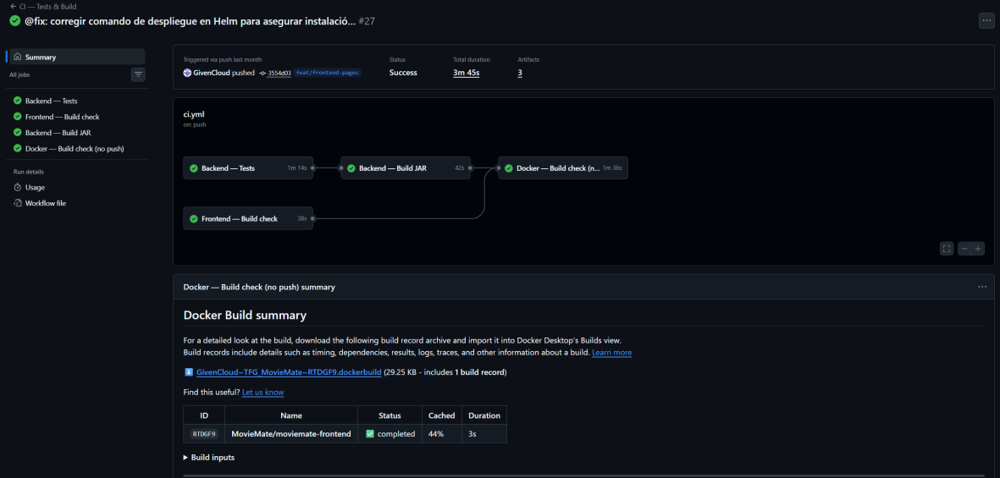 ← CI — Tests & Build
@fix: corregir comando de despliegue en Helm para asegurar instalació... #27
Summary
All jobs
Backend — Tests
Frontend — Build check
Backend — Build JAR
Docker — Build check (no push)
Run details
Usage
Workflow file
Triggered via push last month
GivenCloud pushed 3554d03 feat/frontend-pages
Status
Success
Total duration
3m 45s
Artifacts
3
ci.yml
on: push
Backend — Tests 1m 14s
Backend — Build JAR 42s
Docker — Build check (n... 1m 36s
Frontend — Build check 38s
Docker — Build check (no push) summary
Docker Build summary
For a detailed look at the build, download the following build record archive and import it into Docker Desktop's Builds view.
Build records include details such as timing, dependencies, results, logs, traces, and other information about a build. Learn more
GivenCloud~TFG_MovieMate~RTDGF9.dockerbuild (29.25 KB - includes 1 build record)
Find this useful? Let us know
ID Name Status Cached Duration
RTDGF9 MovieMate/moviemate-frontend completed 44% 3s
Build inputs